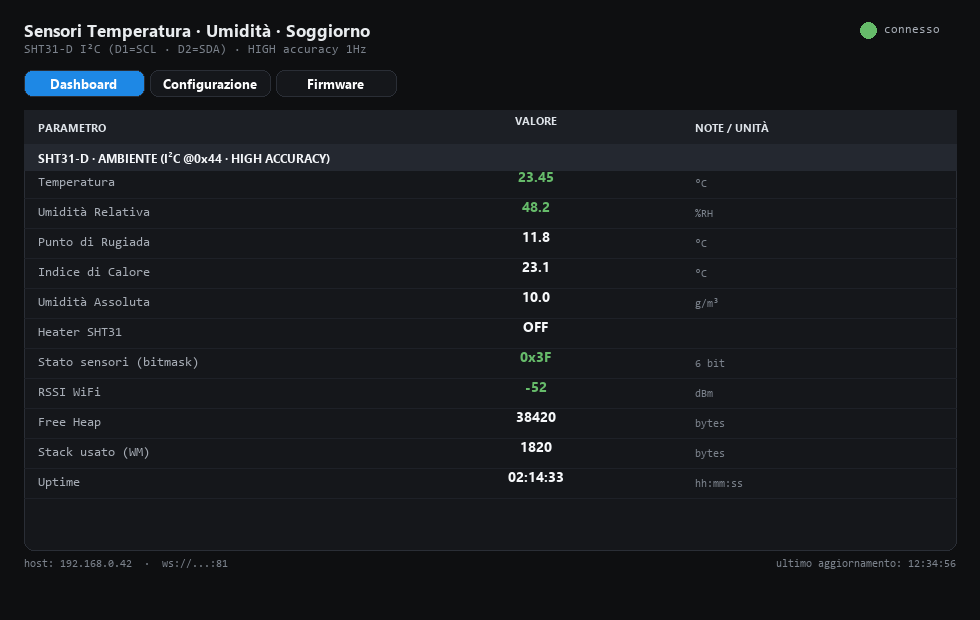 Sensori Temperatura · Umidità · Soggiorno
connesso
SHT31-D I²C (D1=SCL · D2=SDA) · HIGH accuracy 1Hz
Dashboard Configurazione Firmware
PARAMETRO VALORE NOTE / UNITÀ
SHT31-D · AMBIENTE (I²C @0x44 · HIGH ACCURACY)
Temperatura 23.45 °C
Umidità Relativa 48.2 %RH
Punto di Rugiada 11.8 °C
Indice di Calore 23.1 °C
Umidità Assoluta 10.0 g/m³
Heater SHT31 OFF
Stato sensori (bitmask) 0x3F 6 bit
RSSI WiFi -52 dBm
Free Heap 38420 bytes
Stack usato (WM) 1820 bytes
Uptime 02:14:33 hh:mm:ss
host: 192.168.0.42 · ws://...:81 ultimo aggiornamento: 12:34:56